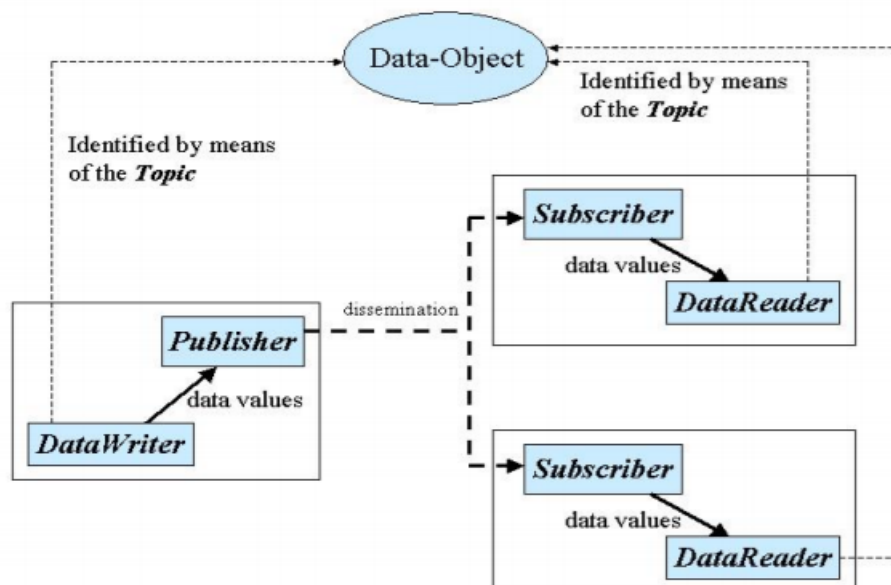 Data-Object
Identified by means
of the Topic
Identified by means
of the Topic
Subscriber
data values
DataReader
dissemination
Publisher
data values
DataWriter
Subscriber
data values
DataReader